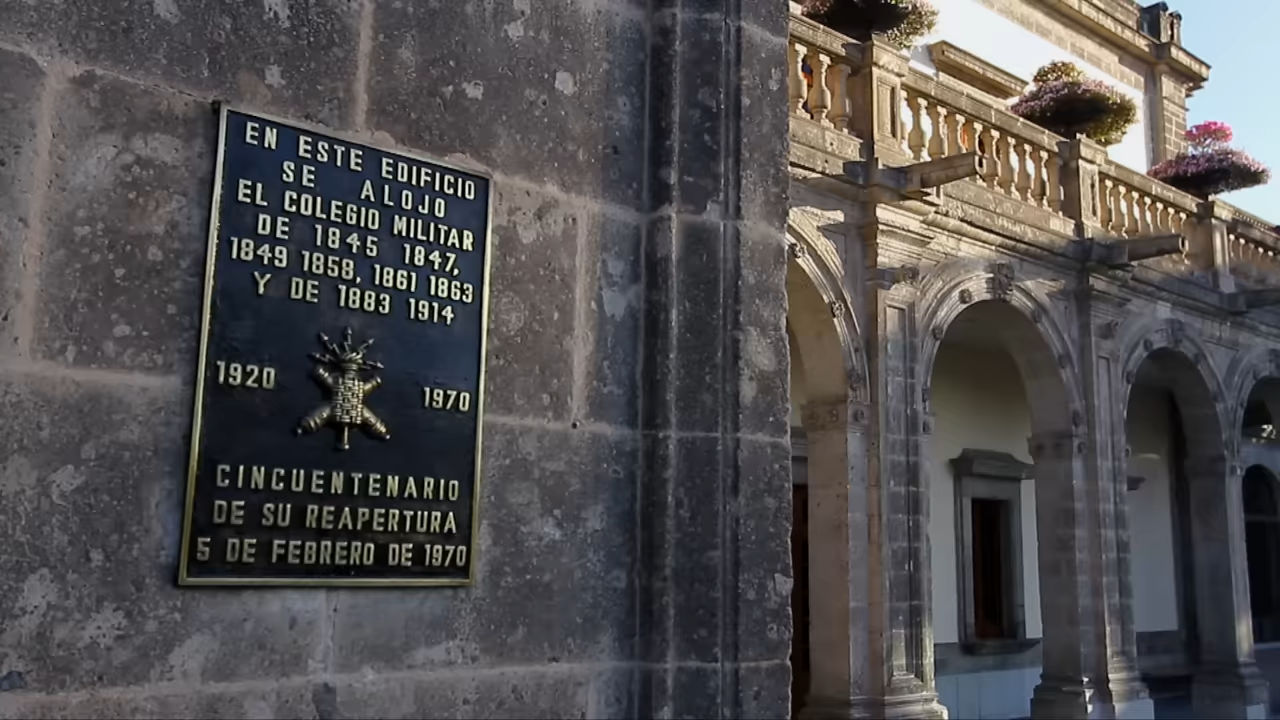 EN ESTE EDIFICIO
SE ALOJO
EL COLEGIO MILITAR
DE 1845 1847,
1849 1858, 1861 1863
Y DE 1883 1914
1920 1970
CINCUENTENARIO
DE SU REAPERTURA
5 DE FEBRERO DE 1970